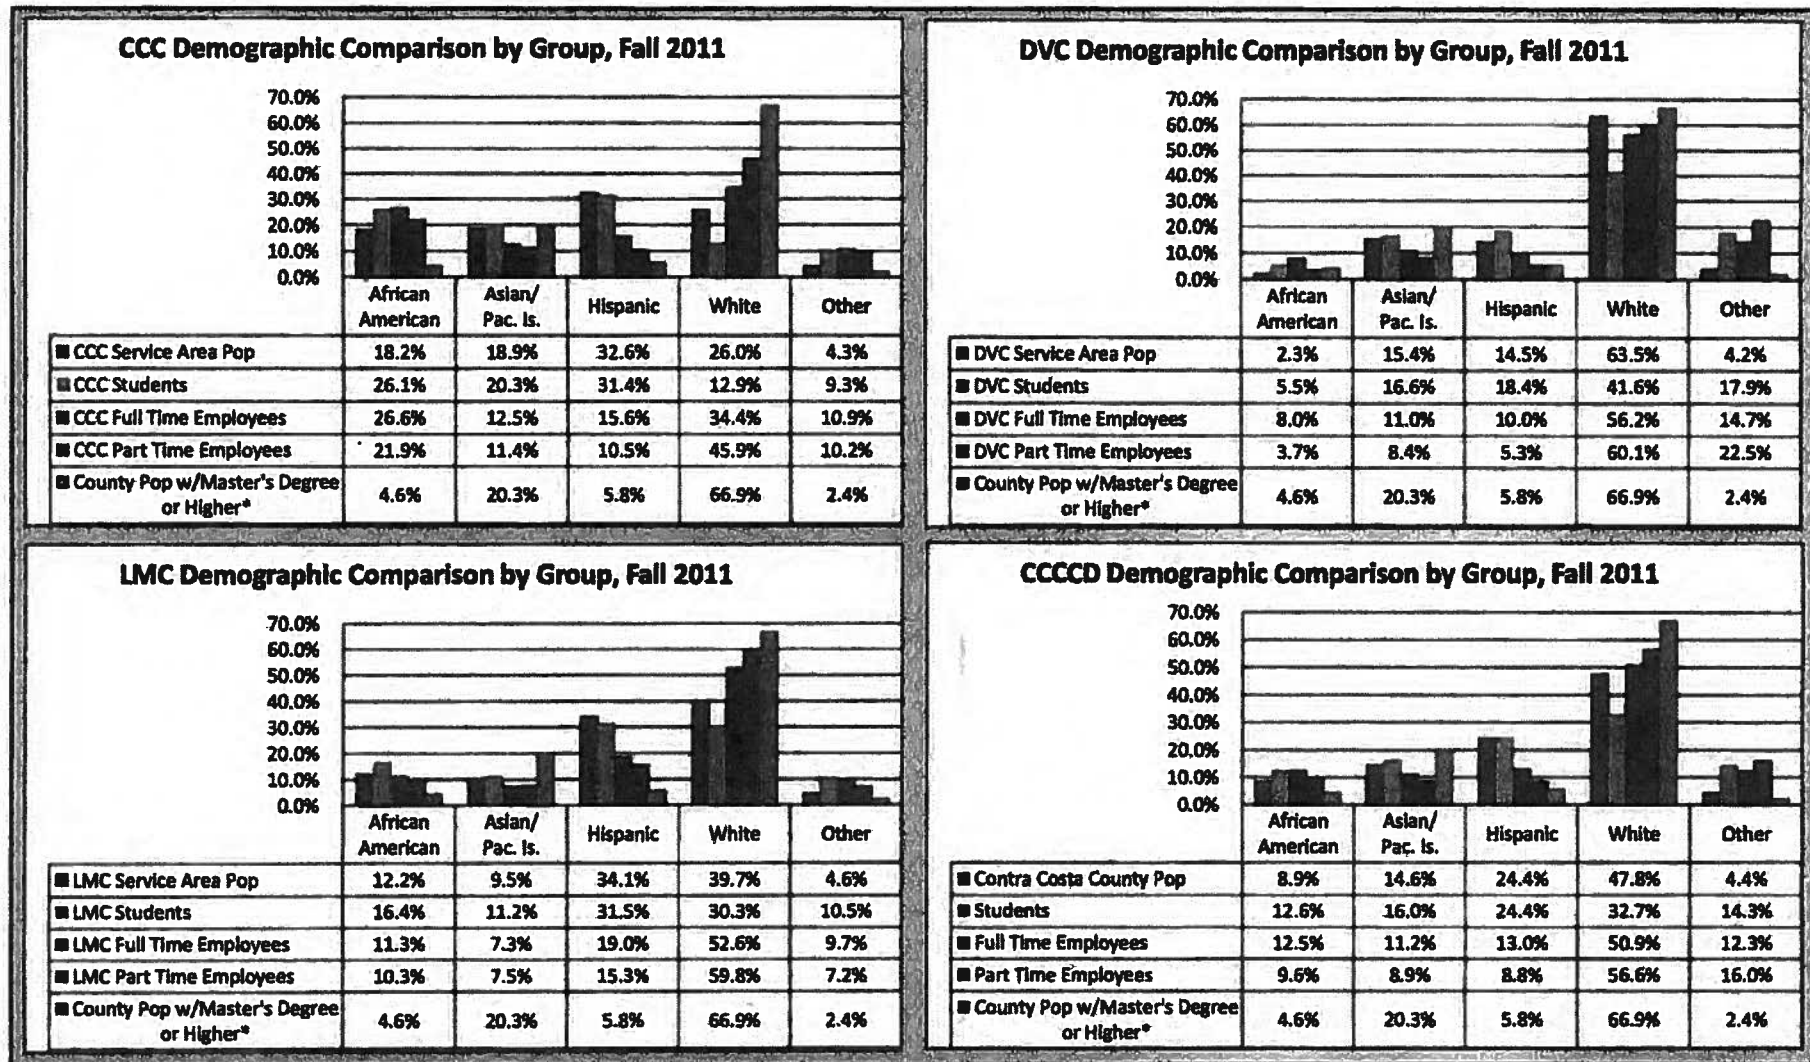 CCC Demographic Comparison by Group, Fall 2011
70.0%
60.0%
50.0%
40.0%
30.0%
20.0%
10.0%
0.0%
African American Asian/ Pac. Is. Hispanic White Other
CCC Service Area Pop 18.2% 18.9% 32.6% 26.0% 4.3%
CCC Students 26.1% 20.3% 31.4% 12.9% 9.3%
CCC Full Time Employees 26.6% 12.5% 15.6% 34.4% 10.9%
CCC Part Time Employees 21.9% 11.4% 10.5% 45.9% 10.2%
County Pop w/Master's Degree or Higher* 4.6% 20.3% 5.8% 66.9% 2.4%
DVC Demographic Comparison by Group, Fall 2011
70.0%
60.0%
50.0%
40.0%
30.0%
20.0%
10.0%
0.0%
African American Asian/ Pac. Is. Hispanic White Other
DVC Service Area Pop 2.3% 15.4% 14.5% 63.5% 4.2%
DVC Students 5.5% 16.6% 18.4% 41.6% 17.9%
DVC Full Time Employees 8.0% 11.0% 10.0% 56.2% 14.7%
DVC Part Time Employees 3.7% 8.4% 5.3% 60.1% 22.5%
County Pop w/Master's Degree or Higher* 4.6% 20.3% 5.8% 66.9% 2.4%
LMC Demographic Comparison by Group, Fall 2011
70.0%
60.0%
50.0%
40.0%
30.0%
20.0%
10.0%
0.0%
African American Asian/ Pac. Is. Hispanic White Other
LMC Service Area Pop 12.2% 9.5% 34.1% 39.7% 4.6%
LMC Students 16.4% 11.2% 31.5% 30.3% 10.5%
LMC Full Time Employees 11.3% 7.3% 19.0% 52.6% 9.7%
LMC Part Time Employees 10.3% 7.5% 15.3% 59.8% 7.2%
County Pop w/Master's Degree or Higher* 4.6% 20.3% 5.8% 66.9% 2.4%
CCCCD Demographic Comparison by Group, Fall 2011
70.0%
60.0%
50.0%
40.0%
30.0%
20.0%
10.0%
0.0%
African American Asian/ Pac. Is. Hispanic White Other
Contra Costa County Pop 8.9% 14.6% 24.4% 47.8% 4.4%
Students 12.6% 16.0% 24.4% 32.7% 14.3%
Full Time Employees 12.5% 11.2% 13.0% 50.9% 12.3%
Part Time Employees 9.6% 8.9% 8.8% 56.6% 16.0%
County Pop w/Master's Degree or Higher* 4.6% 20.3% 5.8% 66.9% 2.4%